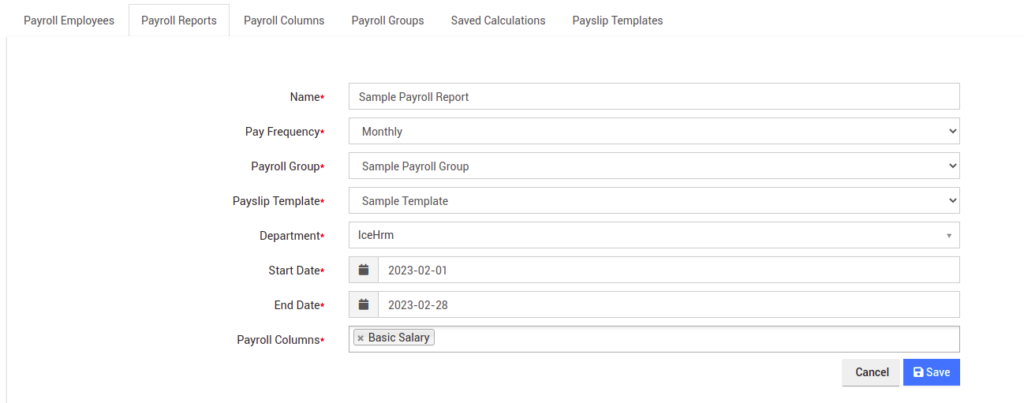 Payroll Employees Payroll Reports Payroll Columns Payroll Groups Saved Calculations Payslip Templates
Name* Sample Payroll Report
Pay Frequency* Monthly
Payroll Group* Sample Payroll Group
Payslip Template* Sample Template
Department* IceHrm
Start Date* 2023-02-01
End Date* 2023-02-28
Payroll Columns* × Basic Salary
Cancel Save